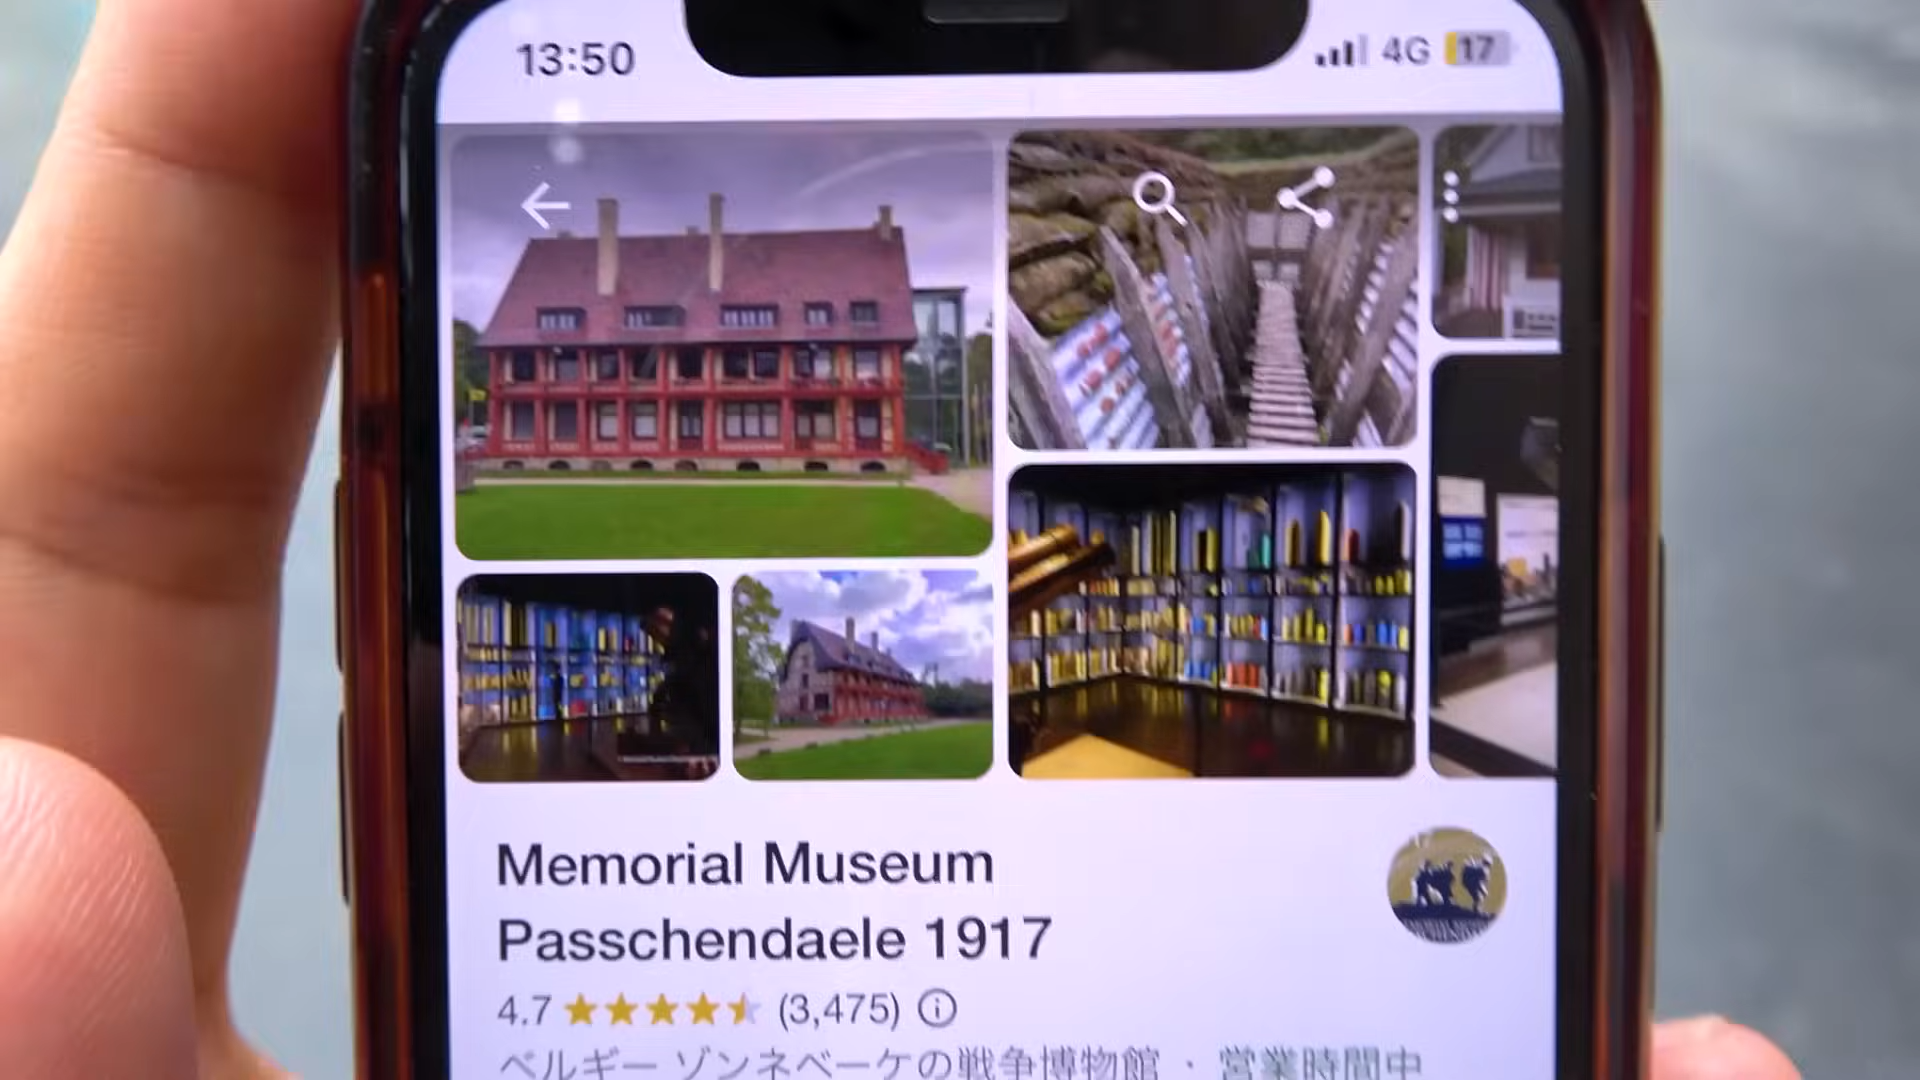 13:50
4G 17
Memorial Museum
Passchendaele 1917
4.7 (3,475)
ベルギー ゾンネベーケの戦争博物館 · 営業時間中